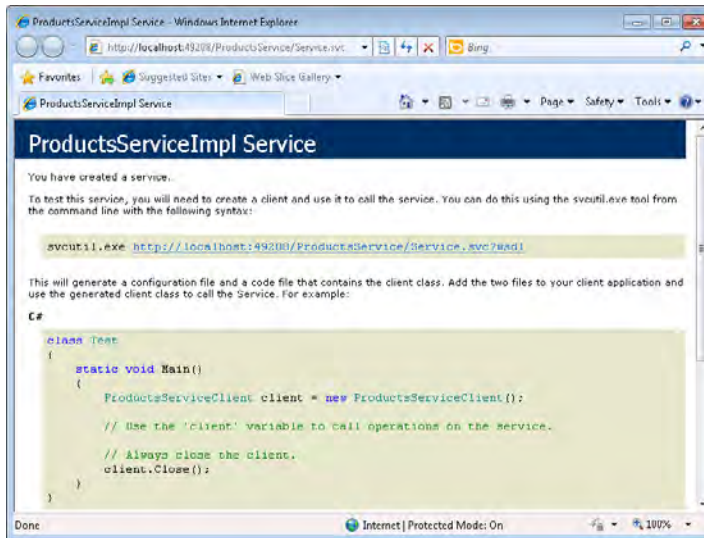 ProductsServiceImpl Service - Windows Internet Explorer
http://localhost:49208/ProductsService/Service.svc
Bing
Favorites Suggested Sites Web Slice Gallery
ProductsServiceImpl Service
Page Safety Tools
ProductsServiceImpl Service
You have created a service.
To test this service, you will need to create a client and use it to call the service. You can do this using the svcutil.exe tool from
the command line with the following syntax:
svcutil.exe http://localhost:49208/ProductsService/Service.svc?wsdl
This will generate a configuration file and a code file that contains the client class. Add the two files to your client application and
use the generated client class to call the Service. For example:
C#
class Test
{
static void Main()
{
ProductsServiceClient client = new ProductsServiceClient();
// Use the 'client' variable to call operations on the service.
// Always close the client.
client.Close();
}
}
Done
Internet | Protected Mode: On
100%